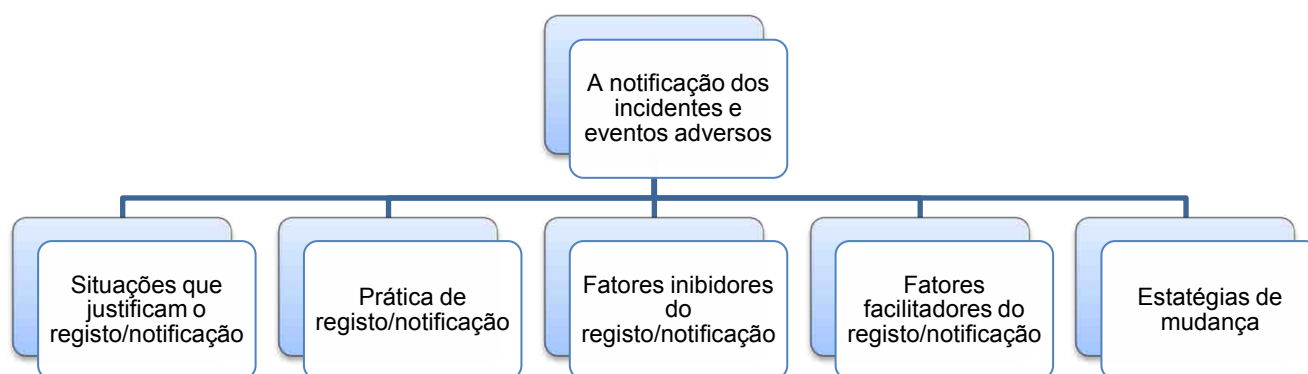 A notificação dos
incidentes e
eventos adversos
Situações que
justificam o
registo/notificação
Prática de
registo/notificação
Fatores inibidores
do
registo/notificação
Fatores
facilitadores do
registo/notificação
Estatégias de
mudança